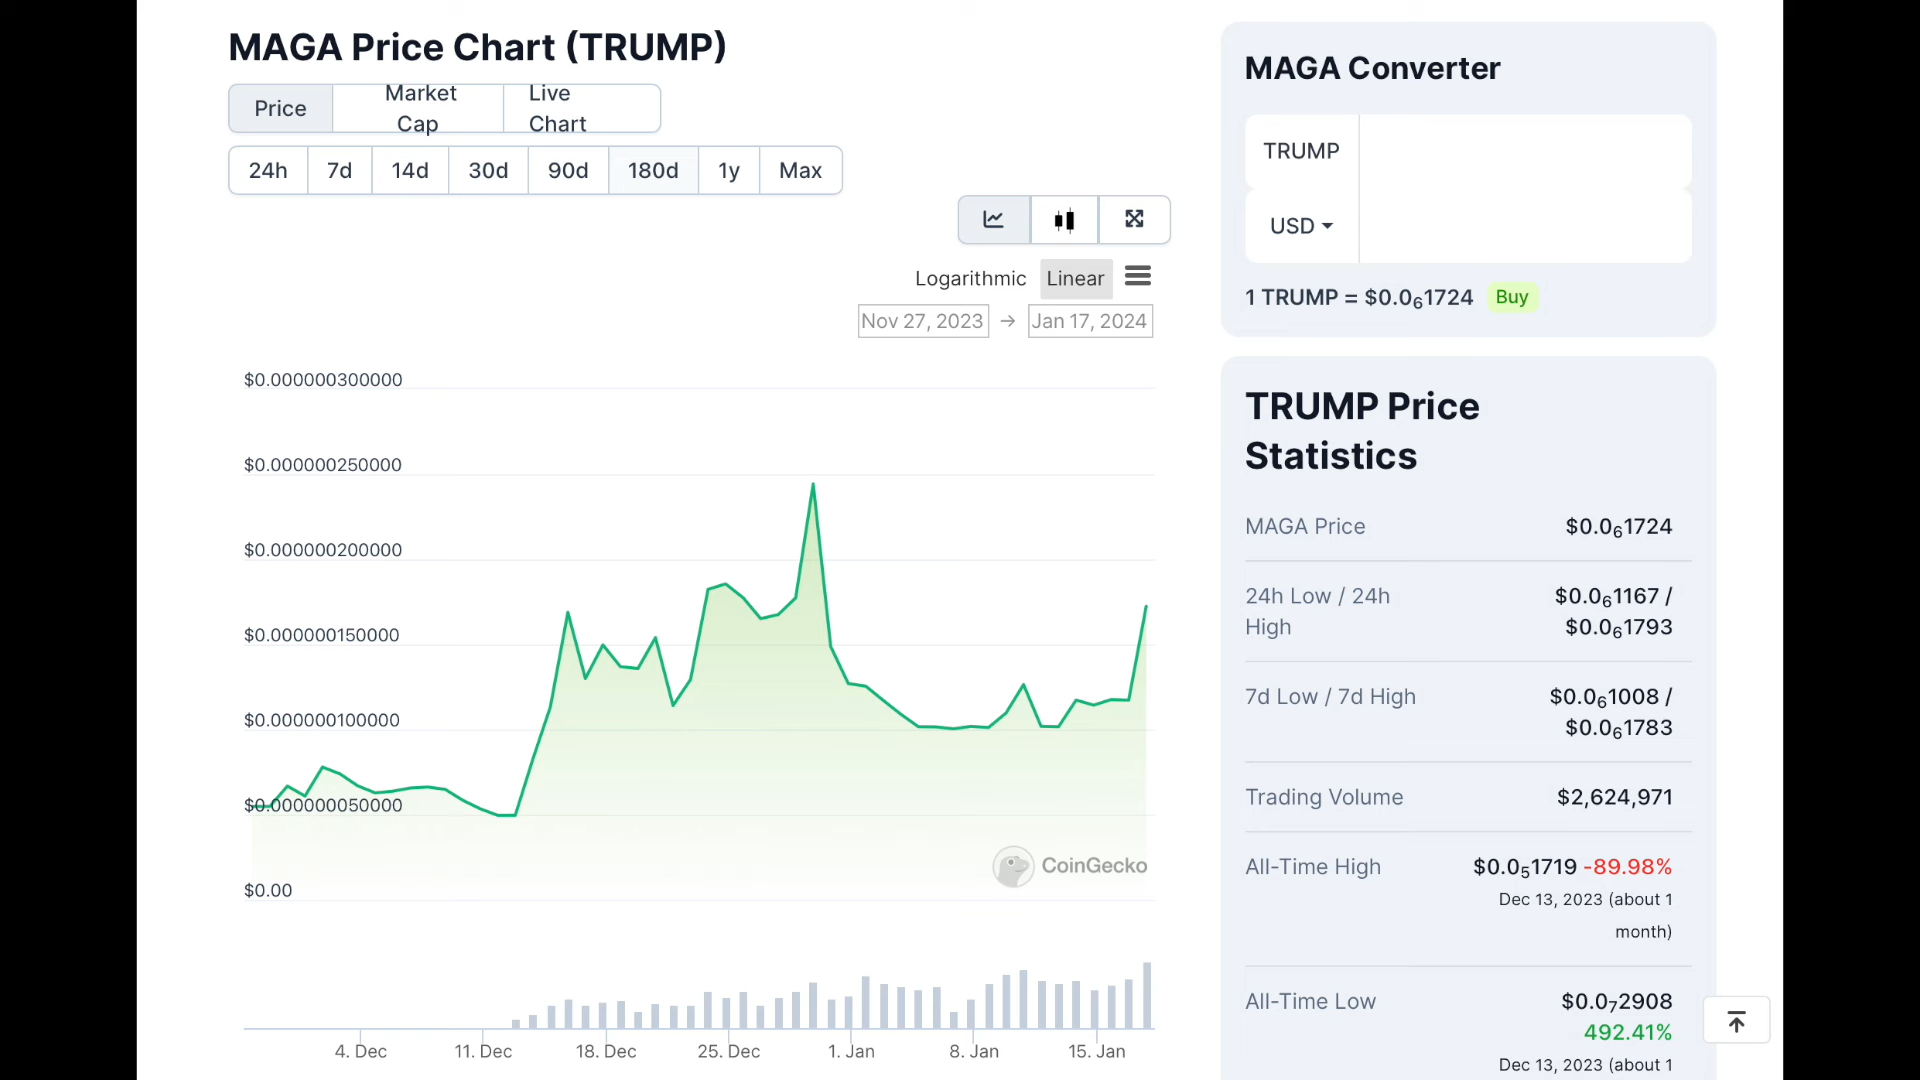 MAGA Price Chart (TRUMP)
Price
Market
Cap
Live
Chart
24h 7d 14d 30d 90d 180d 1y Max
Logarithmic Linear
Nov 27, 2023 → Jan 17, 2024
$0.000000300000
$0.000000250000
$0.000000200000
$0.000000150000
$0.000000100000
$0.000000050000
$0.00
CoinGecko
4. Dec 11. Dec 18. Dec 25. Dec 1. Jan 8. Jan 15. Jan
MAGA Converter
TRUMP
USD
1 TRUMP = $0.0₆1724 Buy
TRUMP Price
Statistics
MAGA Price $0.0₆1724
24h Low / 24h
High
$0.0₆1167 /
$0.0₆1793
7d Low / 7d High
$0.0₆1008 /
$0.0₆1783
Trading Volume $2,624,971
All-Time High $0.0₅1719 -89.98%
Dec 13, 2023 (about 1
month)
All-Time Low $0.0₇2908
492.41%
Dec 13, 2023 (about 1